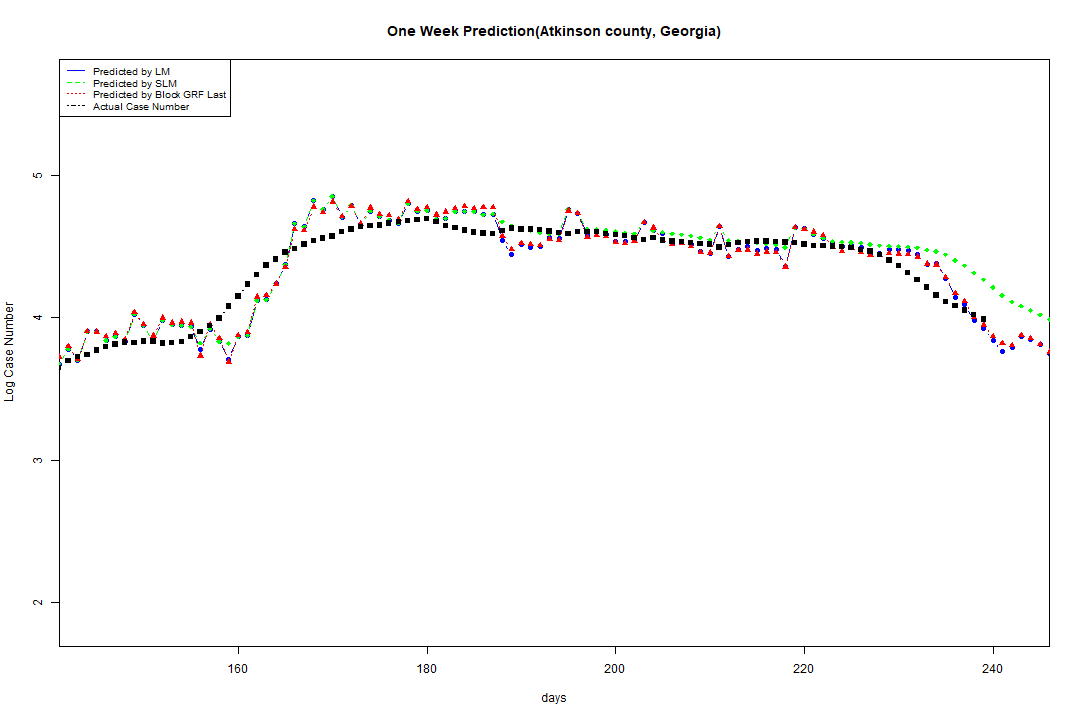 One Week Prediction(Atkinson county, Georgia)
Predicted by LM
Predicted by SLM
Predicted by Block GRF Last
Actual Case Number
5
4
3
2
Log Case Number
160 180 200 220 240
days